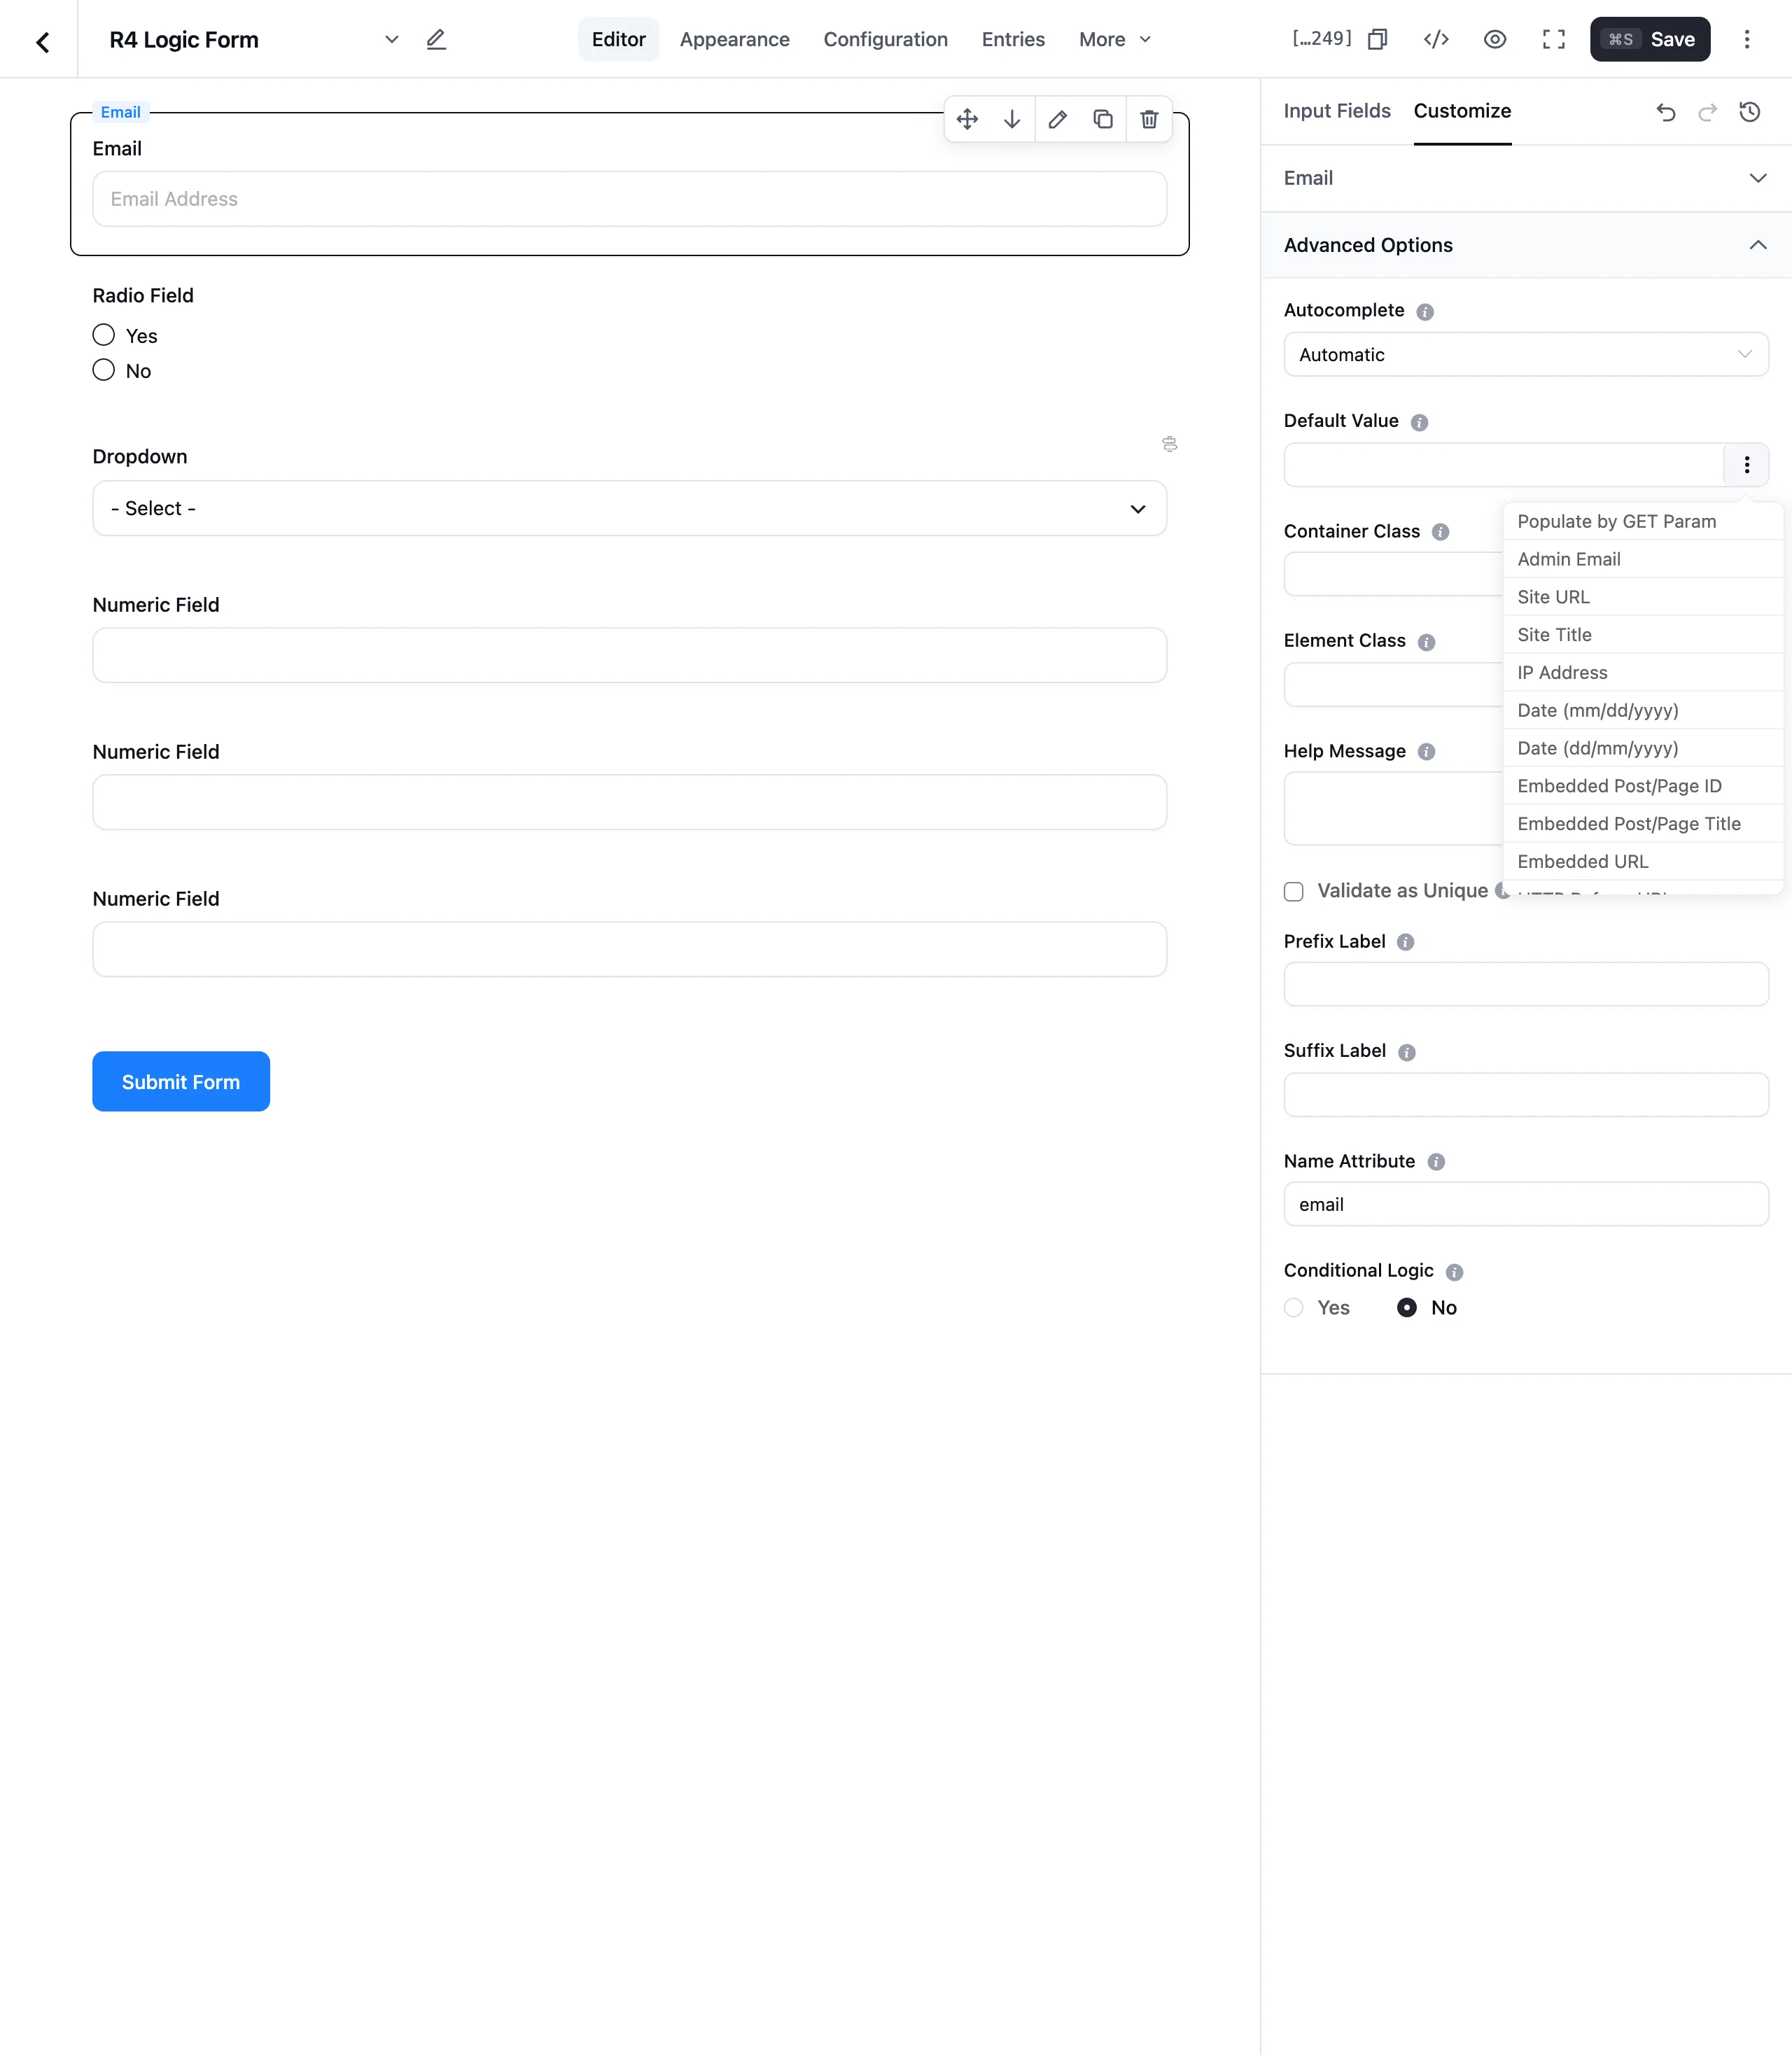 R4 Logic Form
Editor
Appearance
Configuration
Entries
More
[...249]
</>
⌘S Save
Email
Email
Email Address
Radio Field
Yes
No
Dropdown
- Select -
Numeric Field
Numeric Field
Numeric Field
Submit Form
Input Fields
Customize
Email
Advanced Options
Autocomplete
Automatic
Default Value
Populate by GET Param
Admin Email
Site URL
Site Title
IP Address
Date (mm/dd/yyyy)
Date (dd/mm/yyyy)
Embedded Post/Page ID
Embedded Post/Page Title
Embedded URL
Container Class
Element Class
Help Message
Validate as Unique
Prefix Label
Suffix Label
Name Attribute
email
Conditional Logic
Yes
No